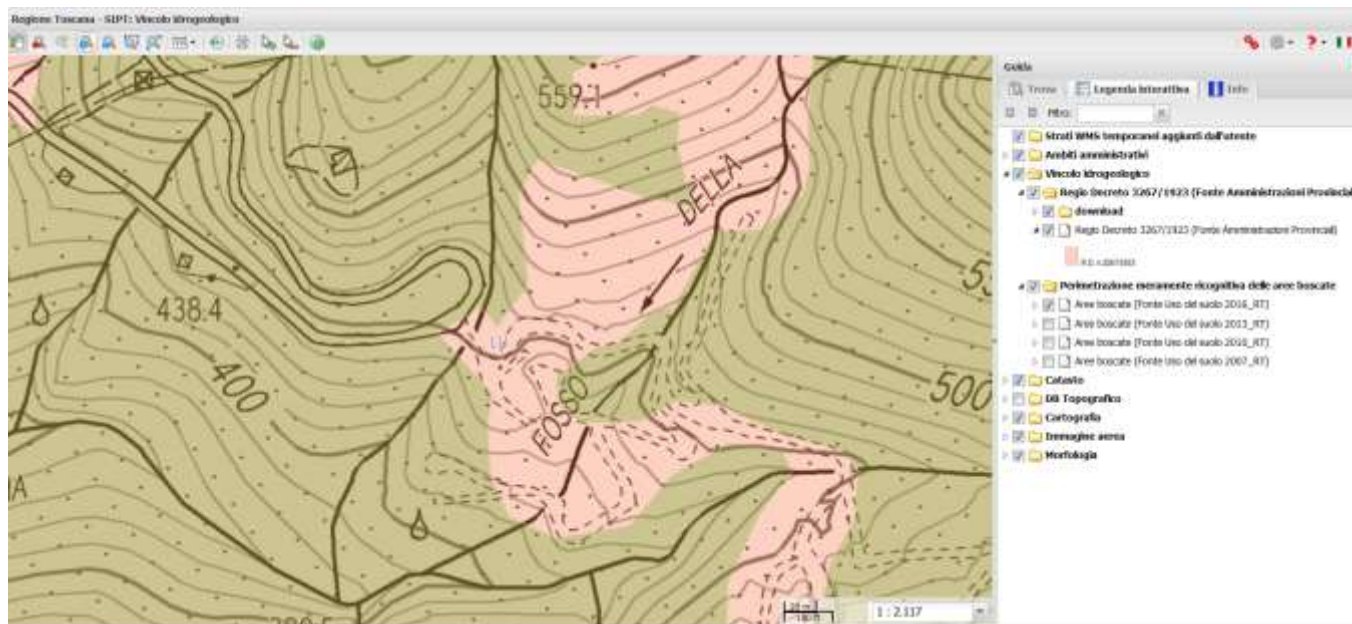 Regione Toscana - SIPT: Vincolo Idrogeologico
Guida
Trova
Legenda interattiva
Info
Filtro:
Strati WMS temporanei aggiunti dall'utente
Ambiti amministrativi
Vincolo idrogeologico
Regio Decreto 3267/1923 (Fonte Amministrazioni Provincial
download
Regio Decreto 3267/1923 (Fonte Amministrazioni Provinciali)
Perimetrazione meramente ricognitiva delle aree boscate
Aree boscate (Fonte Uso del suolo 2016_RT)
Aree boscate (Fonte Uso del suolo 2013_RT)
Aree boscate (Fonte Uso del suolo 2010_RT)
Aree boscate (Fonte Uso del suolo 2007_RT)
Catasto
DB Topografico
Cartografia
Immagine aerea
Morfologia
559.1
DELLA
438.4
400
FOSSO
500
1 : 2.117